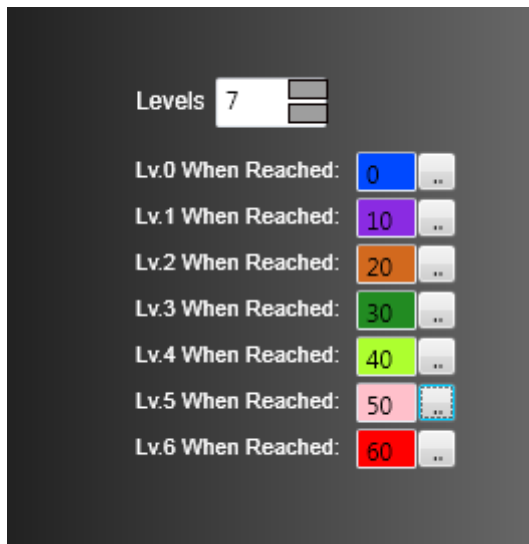 Levels 7
Lv.0 When Reached: 0 ..
Lv.1 When Reached: 10 ..
Lv.2 When Reached: 20 ..
Lv.3 When Reached: 30 ..
Lv.4 When Reached: 40 ..
Lv.5 When Reached: 50 ..
Lv.6 When Reached: 60 ..